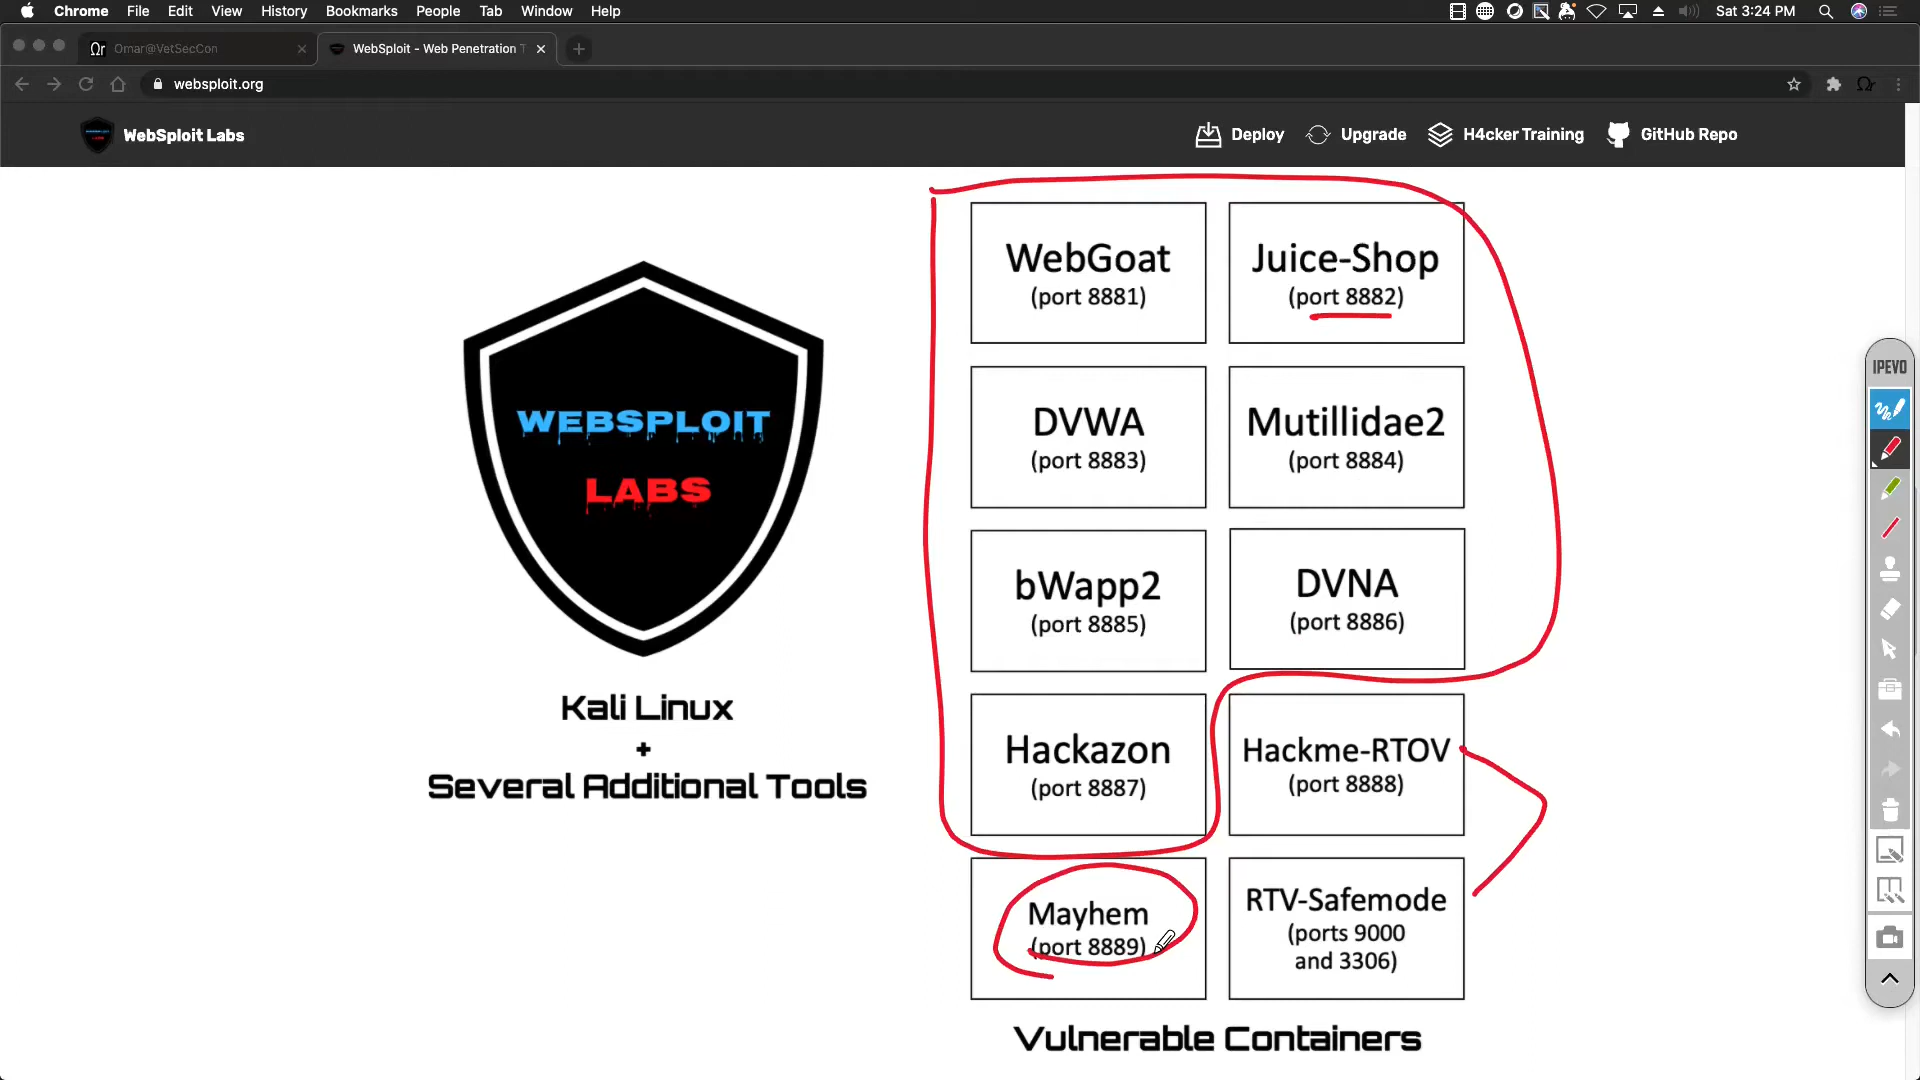 Chrome File Edit View History Bookmarks People Tab Window Help Sat 3:24 PM
Omar@VetSecCon WebSploit - Web Penetration T
websploit.org
WebSploit Labs Deploy Upgrade H4cker Training GitHub Repo
WEBSPLOIT
LABS
Kali Linux
+
Several Additional Tools
WebGoat
(port 8881)
Juice-Shop
(port 8882)
DVWA
(port 8883)
Mutillidae2
(port 8884)
bWapp2
(port 8885)
DVNA
(port 8886)
Hackazon
(port 8887)
Hackme-RTOV
(port 8888)
Mayhem
(port 8889)
RTV-Safemode
(ports 9000
and 3306)
Vulnerable Containers
IPEVO